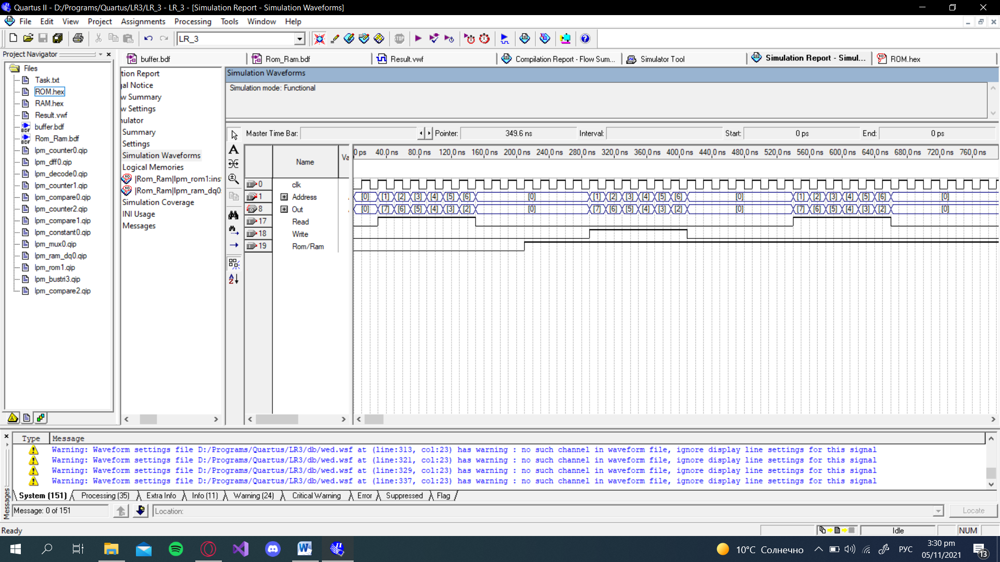 Quartus II - D:/Programs/Quartus/LR3/LR_3 - LR_3 - [Simulation Report - Simulation Waveforms]
File Edit View Project Assignments Processing Tools Window Help
LR_3
Project Navigator
buffer.bdf
Rom_Ram.bdf
Result.vwf
Compilation Report - Flow Sum...
Simulator Tool
Simulation Report - Simul...
ROM.hex
Files
Task.txt
ROM.hex
RAM.hex
Result.vwf
buffer.bdf
Rom_Ram.bdf
lpm_counter0.qip
lpm_dff0.qip
lpm_decode0.qip
lpm_counter1.qip
lpm_compare0.qip
lpm_counter2.qip
lpm_compare1.qip
lpm_constant0.qip
lpm_mux0.qip
lpm_ram_dq0.qip
lpm_rom1.qip
lpm_bustri3.qip
lpm_compare2.qip
tion Report
gal Notice
w Summary
w Settings
nulator
Summary
Settings
Simulation Waveforms
Logical Memories
|Rom_Ram|lpm_rom1:ins
|Rom_Ram|lpm_ram_dq0:
Simulation Coverage
INI Usage
Messages
Simulation Waveforms
Simulation mode: Functional
Master Time Bar: Pointer: 349.6 ns Interval: Start: 0 ps End: 0 ps
Name Va
0 ps 40.0 ns 80.0 ns 120.0 ns 160.0 ns 200.0 ns 240.0 ns 280.0 ns 320.0 ns 360.0 ns 400.0 ns 440.0 ns 480.0 ns 520.0 ns 560.0 ns 600.0 ns 640.0 ns 680.0 ns 720.0 ns 760.0 ns
0 clk
1 Address [0] [1] [2] [3] [4] [5] [6] [0] [1] [2] [3] [4] [5] [6] [0] [1] [2] [3] [4] [5] [6] [0]
8 Out [0] [7] [6] [5] [4] [3] [2] [0] [7] [6] [5] [4] [3] [2] [0] [7] [6] [5] [4] [3] [2] [0]
17 Read
18 Write
19 Rom/Ram
Type Message
Warning: Waveform settings file D:/Programs/Quartus/LR3/db/wed.wsf at (line:313, col:23) has warning : no such channel in waveform file, ignore display line settings for this signal
Warning: Waveform settings file D:/Programs/Quartus/LR3/db/wed.wsf at (line:321, col:23) has warning : no such channel in waveform file, ignore display line settings for this signal
Warning: Waveform settings file D:/Programs/Quartus/LR3/db/wed.wsf at (line:329, col:23) has warning : no such channel in waveform file, ignore display line settings for this signal
Warning: Waveform settings file D:/Programs/Quartus/LR3/db/wed.wsf at (line:337, col:23) has warning : no such channel in waveform file, ignore display line settings for this signal
System (151) Processing (35) Extra Info Info (11) Warning (24) Critical Warning Error Suppressed Flag
Messages
Message: 0 of 151 Location: Locate
Ready Idle NUM
10°C Солнечно РУС
3:30 pm
05/11/2021
13